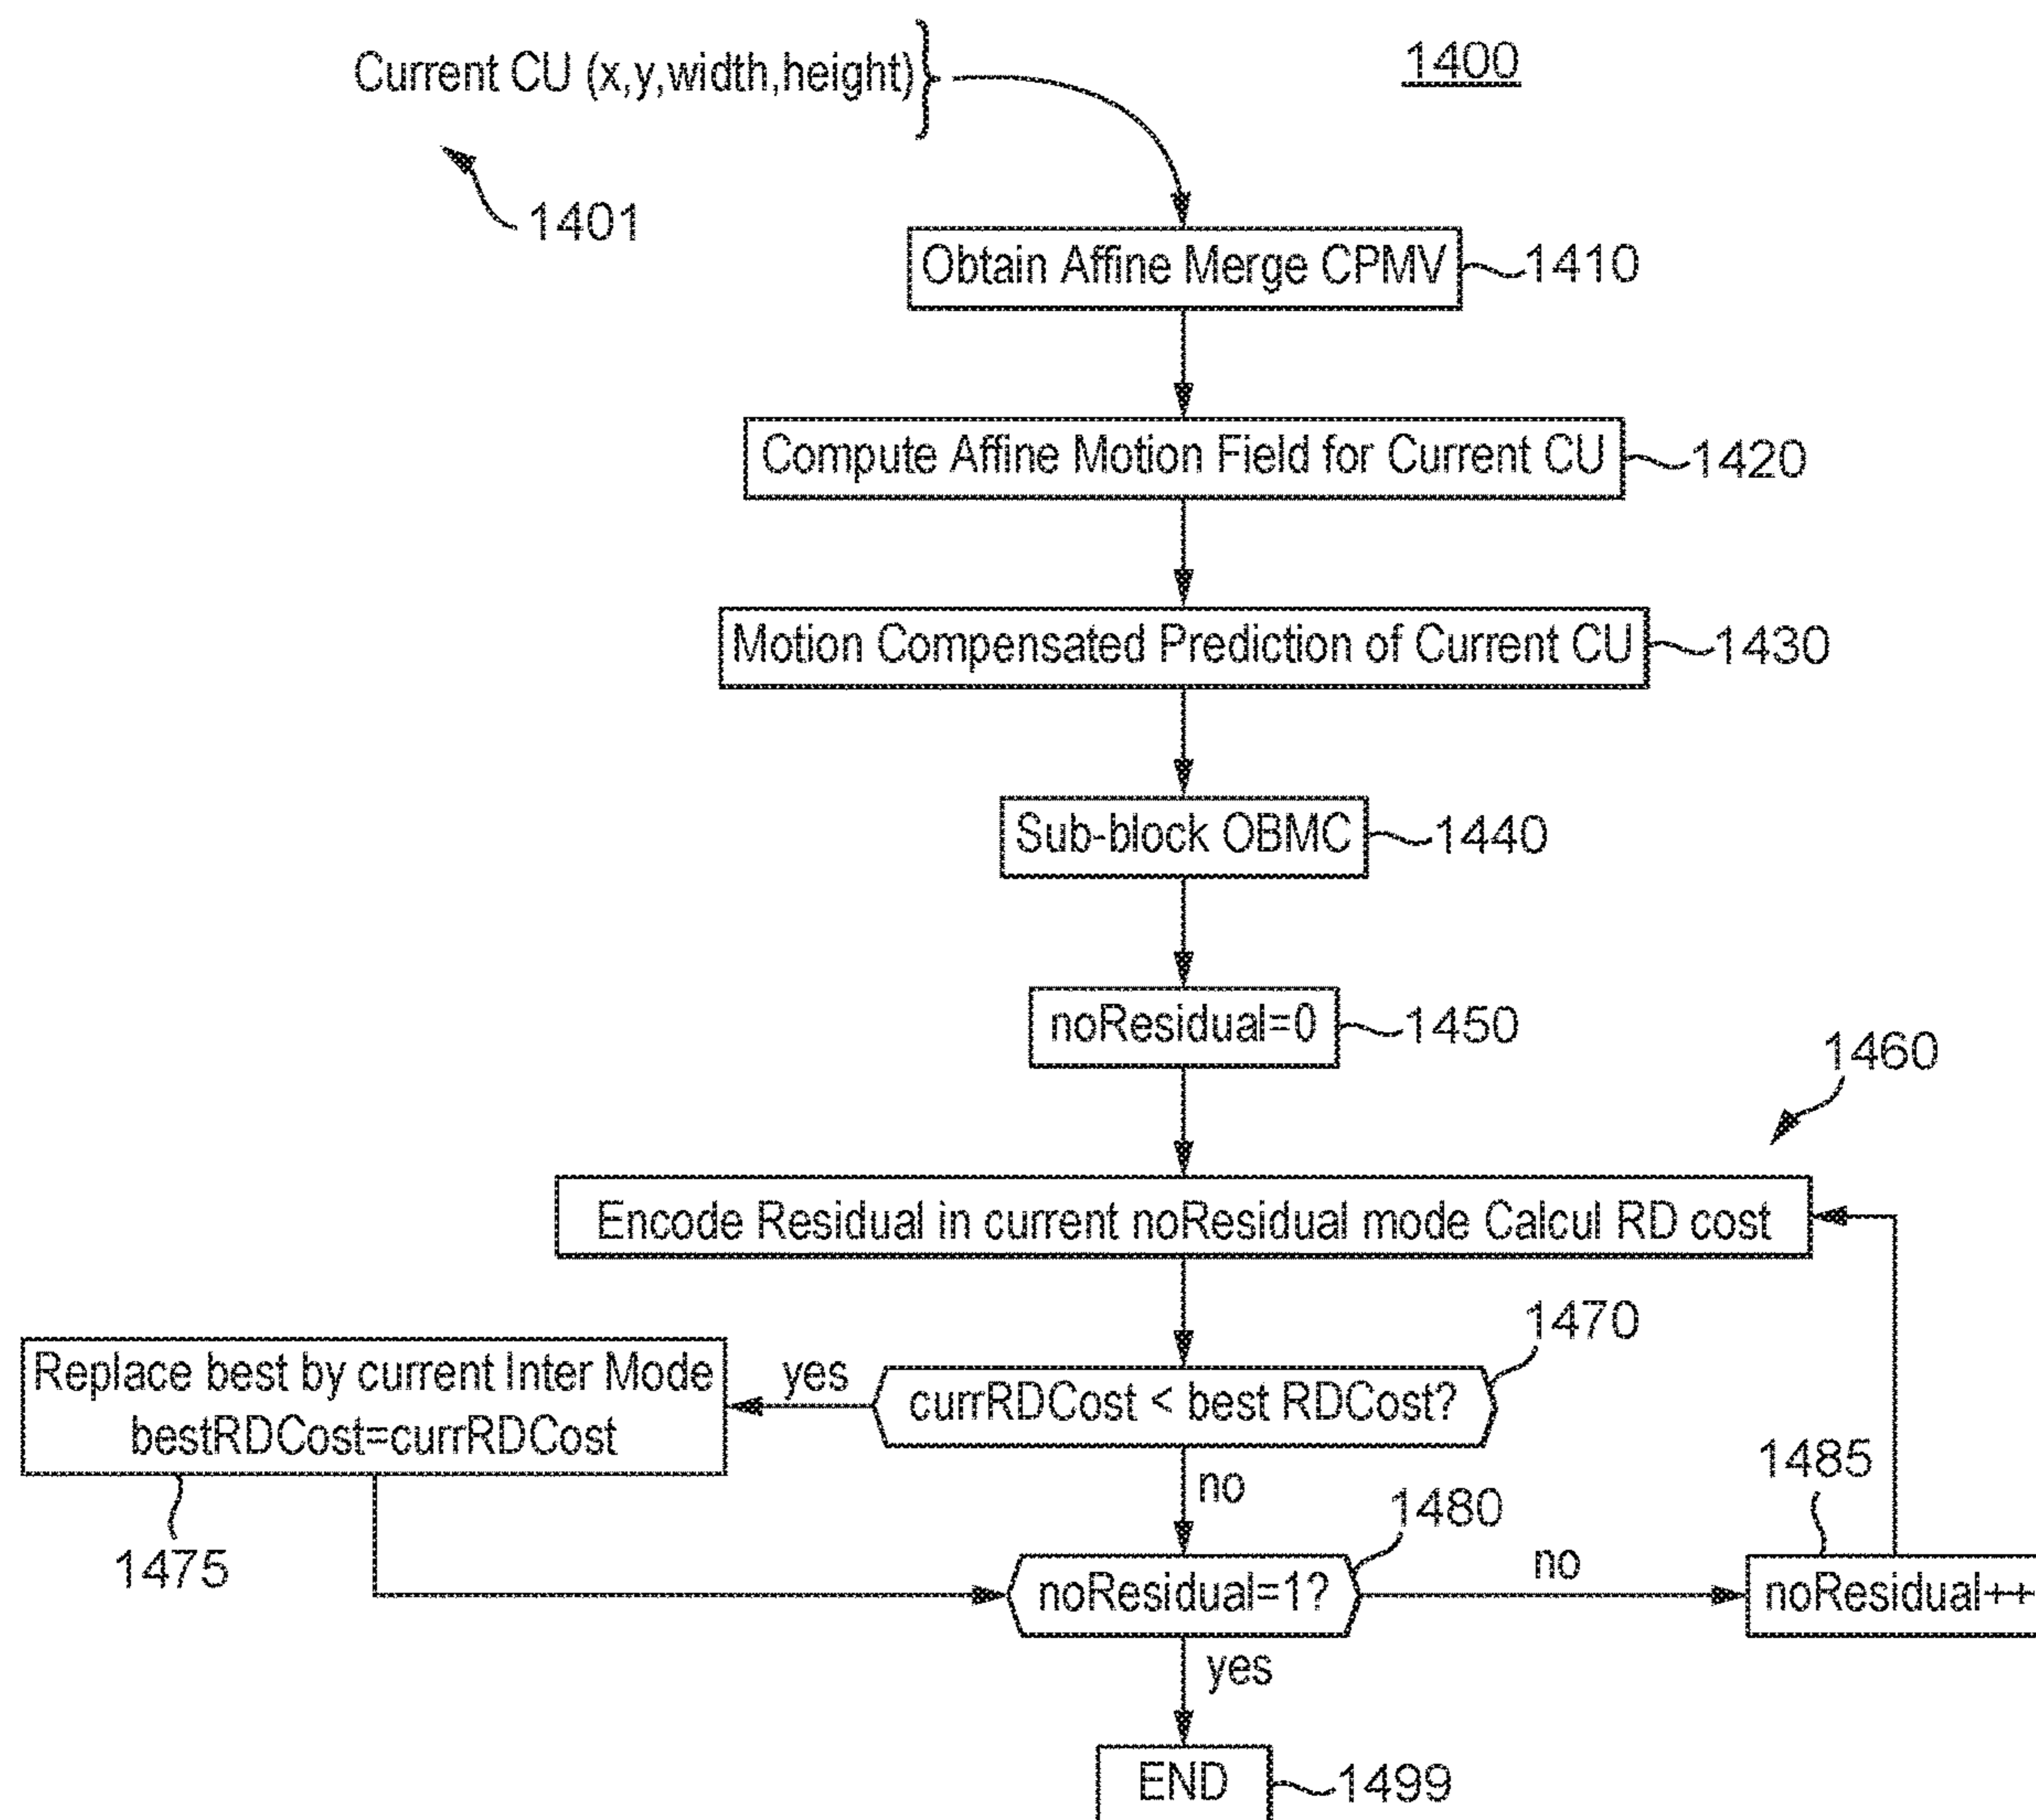 Current CU (x,y,width,height)
1400
1401
Obtain Affine Merge CPMV
1410
Compute Affine Motion Field for Current CU
1420
Motion Compensated Prediction of Current CU
1430
Sub-block OBMC
1440
noResidual=0
1450
1460
Encode Residual in current noResidual mode Calcul RD cost
1470
Replace best by current Inter Mode
bestRDCost=currRDCost
yes
currRDCost < best RDCost?
1475
no
1480
1485
noResidual=1?
no
noResidual++
yes
END
1499